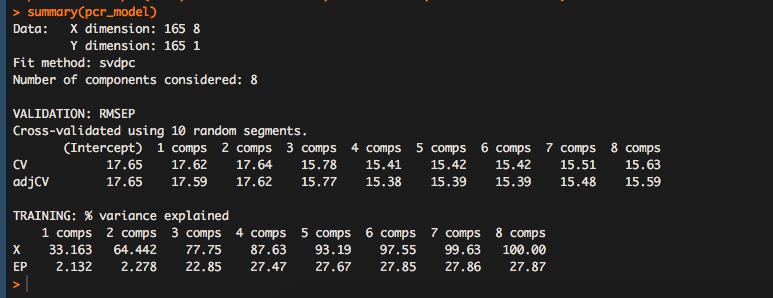 > summary(pcr_model)
Data:   X dimension: 165 8
        Y dimension: 165 1
Fit method: svdpc
Number of components considered: 8

VALIDATION: RMSEP
Cross-validated using 10 random segments.
       (Intercept)  1 comps  2 comps  3 comps  4 comps  5 comps  6 comps  7 comps  8 comps
CV           17.65    17.62    17.64    15.78    15.41    15.42    15.42    15.51    15.63
adjCV        17.65    17.59    17.62    15.77    15.38    15.39    15.39    15.48    15.59

TRAINING: % variance explained
    1 comps  2 comps  3 comps  4 comps  5 comps  6 comps  7 comps  8 comps
X    33.163   64.442    77.75    87.63    93.19    97.55    99.63   100.00
EP    2.132    2.278    22.85    27.47    27.67    27.85    27.86    27.87
>